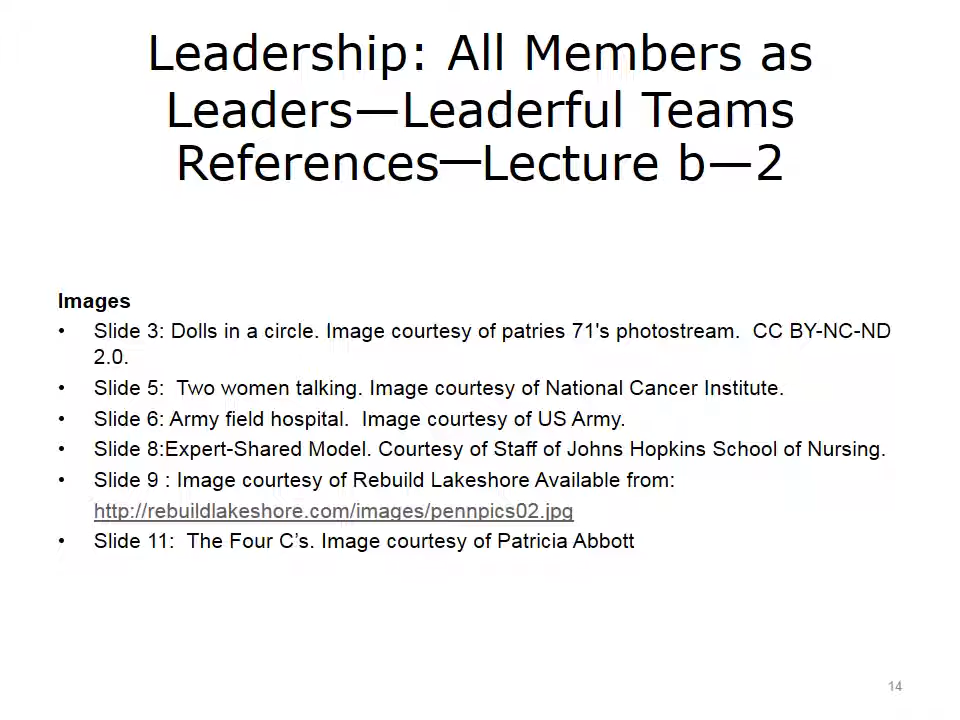 Leadership: All Members as
Leaders—Leaderful Teams
References—Lecture b—2
Images
• Slide 3: Dolls in a circle. Image courtesy of patries 71's photostream.  CC BY-NC-ND
2.0.
• Slide 5:  Two women talking. Image courtesy of National Cancer Institute.
• Slide 6: Army field hospital.  Image courtesy of US Army.
• Slide 8:Expert-Shared Model. Courtesy of Staff of Johns Hopkins School of Nursing.
• Slide 9 : Image courtesy of Rebuild Lakeshore Available from:
http://rebuildlakeshore.com/images/pennpics02.jpg
• Slide 11:  The Four C’s. Image courtesy of Patricia Abbott
14